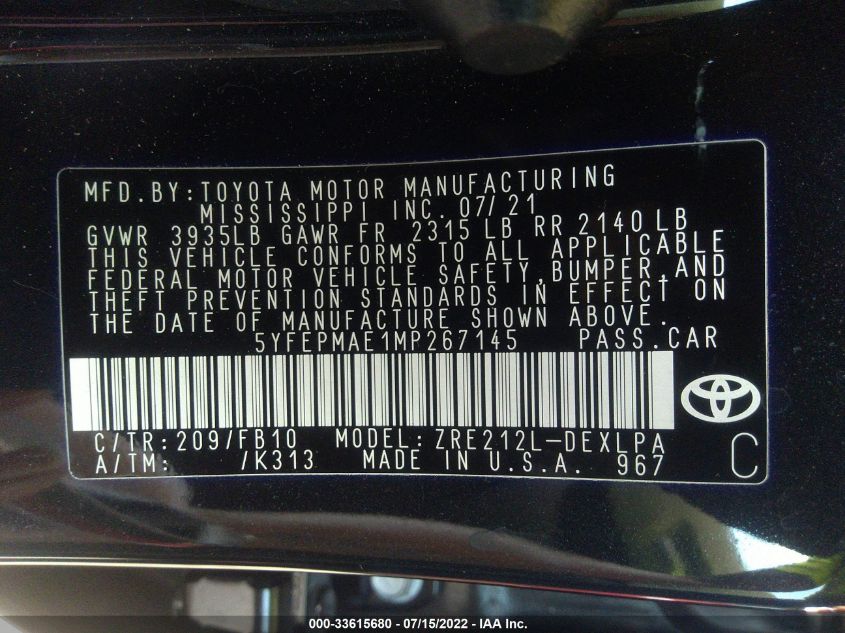 MFD.BY:TOYOTA MOTOR MANUFACTURING
MISSISSIPPI INC. 07/21
GVWR 3935LB GAWR FR 2315 LB RR 2140 LB
THIS VEHICLE CONFORMS TO ALL APPLICABLE
FEDERAL MOTOR VEHICLE SAFETY,BUMPER,AND
THEFT PREVENTION STANDARDS IN EFFECT ON
THE DATE OF MANUFACTURE SHOWN ABOVE.
5YFEPMAE1MP267145 PASS.CAR
C/TR:209/FB10 MODEL:ZRE212L-DEXLPA
A/TM: /K313 MADE IN U.S.A. 967
C
000-33615680 - 07/15/2022 - IAA Inc.